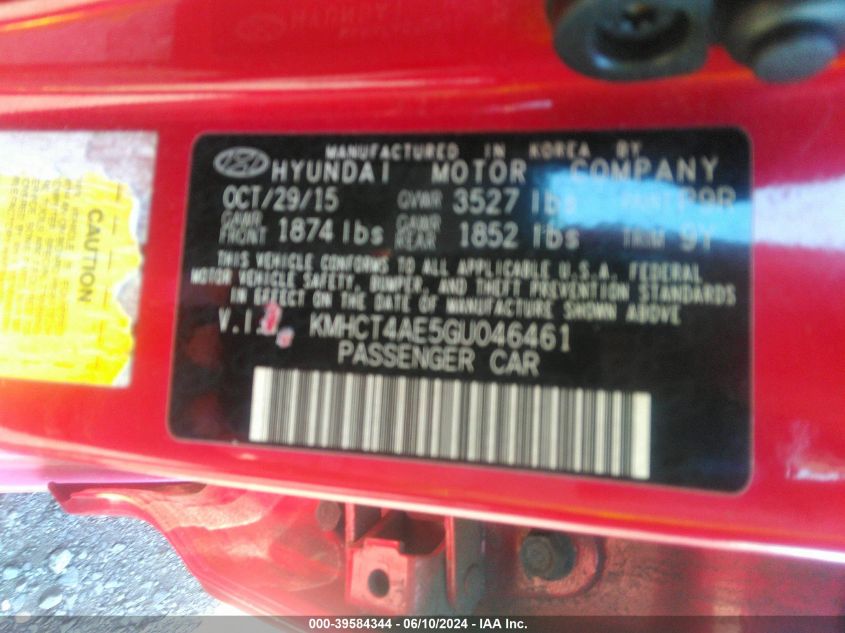 MANUFACTURED IN KOREA BY
HYUNDAI MOTOR COMPANY
OCT/29/15 GVWR 3527 lbs PAINT P9R
GAWR FRONT 1874 lbs GAWR REAR 1852 lbs TRIM 9Y
THIS VEHICLE CONFORMS TO ALL APPLICABLE U.S.A. FEDERAL
MOTOR VEHICLE SAFETY, BUMPER, AND THEFT PREVENTION STANDARDS
IN EFFECT ON THE DATE OF MANUFACTURE SHOWN ABOVE
V.I. KMHCT4AE5GU046461
PASSENGER CAR
CAUTION
000-39584344 - 06/10/2024 - IAA Inc.